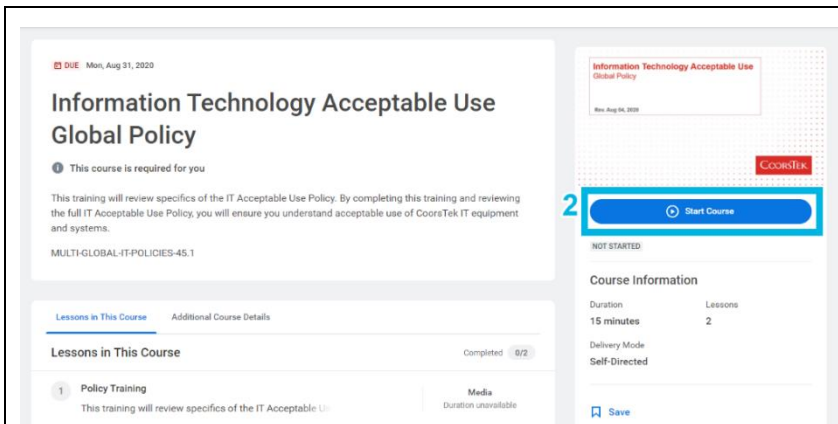 DUE Mon, Aug 31, 2020
Information Technology Acceptable Use
Global Policy
This course is required for you
This training will review specifics of the IT Acceptable Use Policy. By completing this training and reviewing
the full IT Acceptable Use Policy, you will ensure you understand acceptable use of CoorsTek IT equipment
and systems.
MULTI-GLOBAL-IT-POLICIES-45.1
Lessons in This Course Additional Course Details
Lessons in This Course Completed 0/2
1 Policy Training Media
This training will review specifics of the IT Acceptable Duration unavailable
Information Technology Acceptable Use
Global Policy
Rev. Aug 04, 2020
COORSTEK
2 Start Course
NOT STARTED
Course Information
Duration Lessons
15 minutes 2
Delivery Mode
Self-Directed
Save